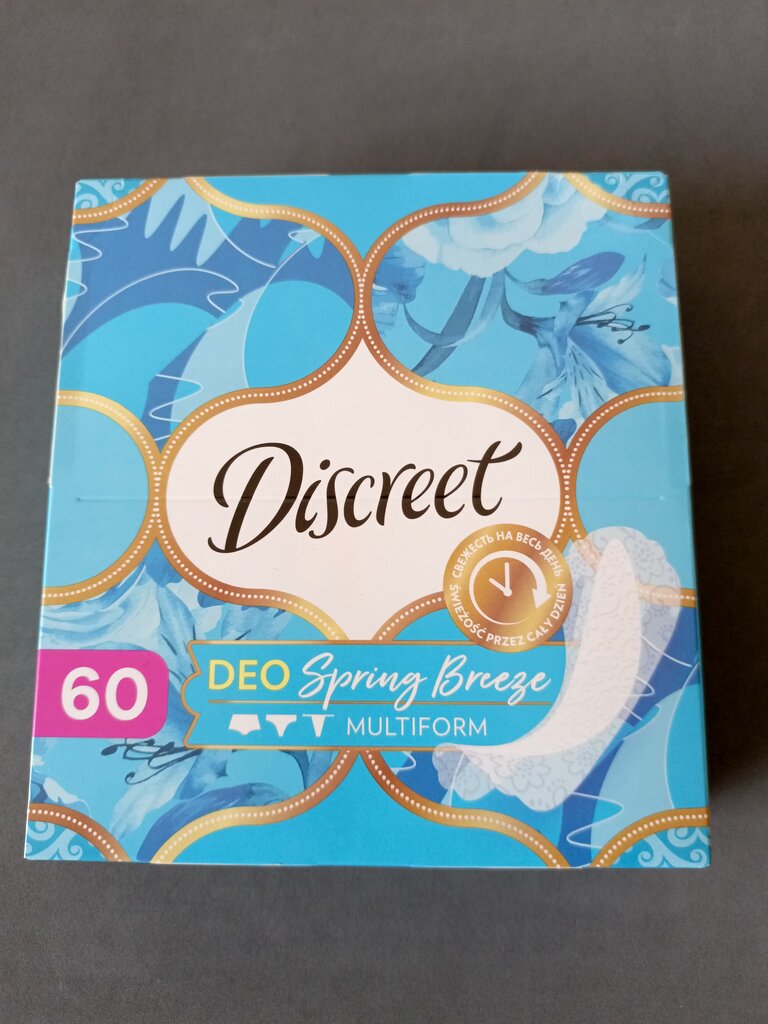 Discreet
СВЕЖЕСТЬ НА ВЕСЬ ДЕНЬ
ŚWIEŻOŚĆ PRZEZ CAŁY DZIEŃ
60
DEO Spring Breeze
MULTIFORM